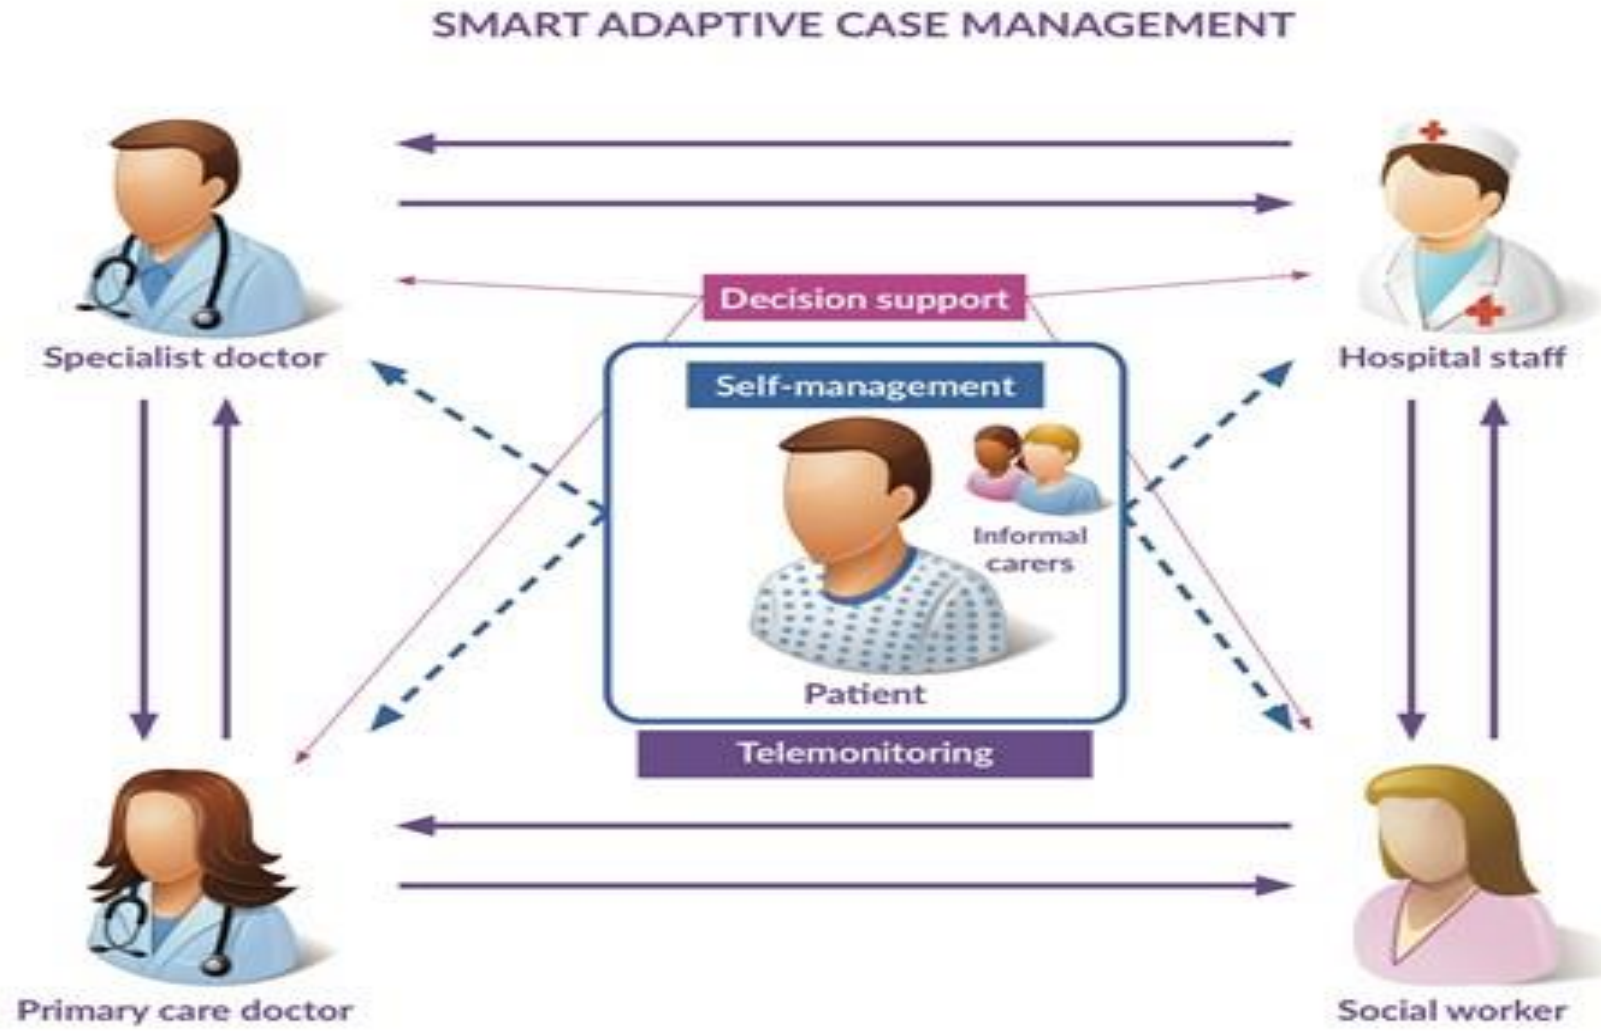 SMART ADAPTIVE CASE MANAGEMENT
Decision support
Specialist doctor
Hospital staff
Self-management
Informal
carers
Patient
Telemonitoring
Primary care doctor
Social worker